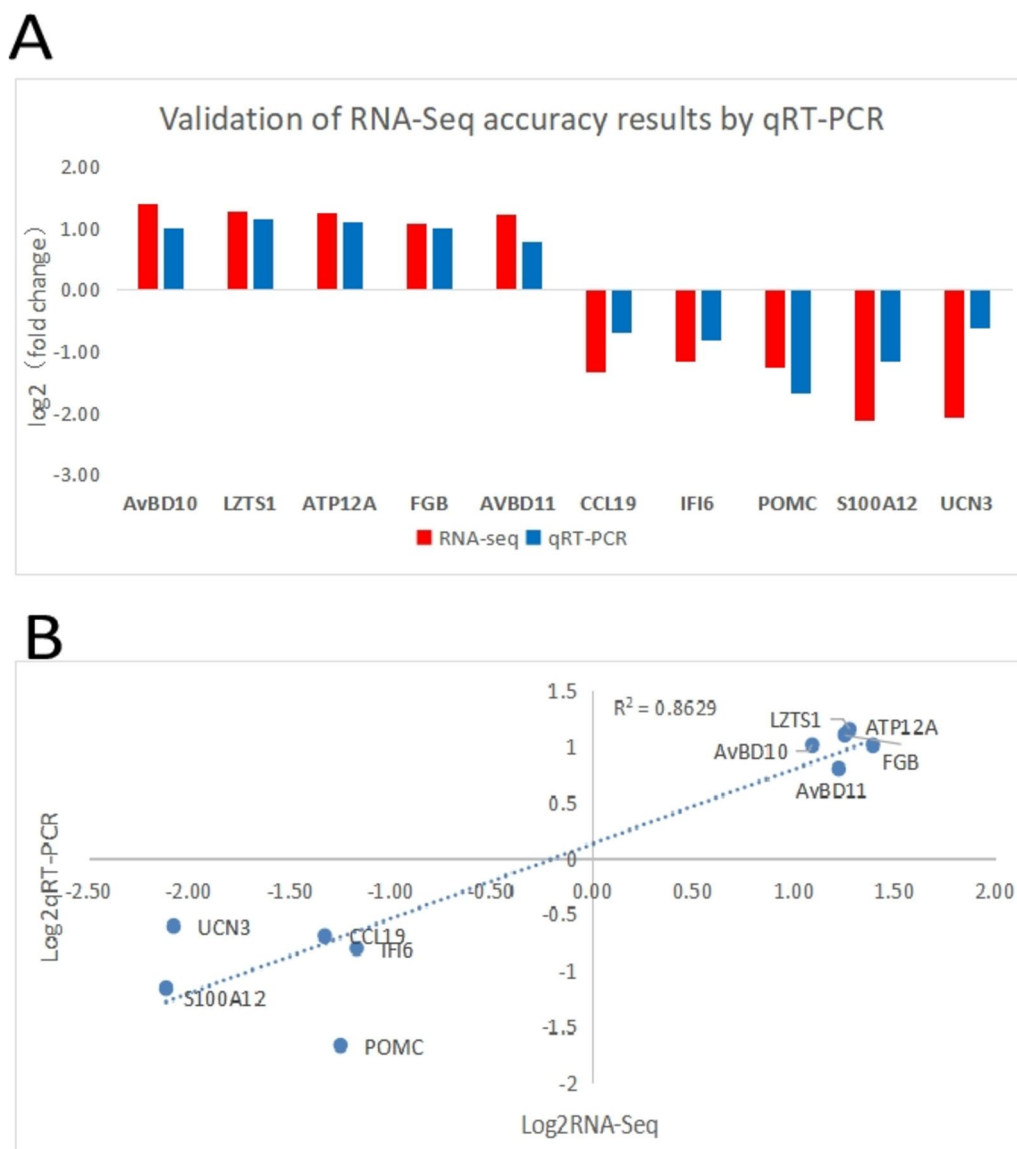 A
Validation of RNA-Seq accuracy results by qRT-PCR
log2 (fold change)
2.00
1.00
0.00
-1.00
-2.00
-3.00
AvBD10 LZTS1 ATP12A FGB AVBD11 CCL19 IFI6 POMC S100A12 UCN3
RNA-seq qRT-PCR
B
Log2qRT-PCR
1.5
R² = 0.8629
LZTS1 ATP12A
1
AvBD10 FGB
AvBD11
0.5
0
-2.50 -2.00 -1.50 -1.00 -0.50 0.00 0.50 1.00 1.50 2.00
-0.5
UCN3 CCL19
IFI6
-1
S100A12
-1.5
POMC
-2
Log2RNA-Seq